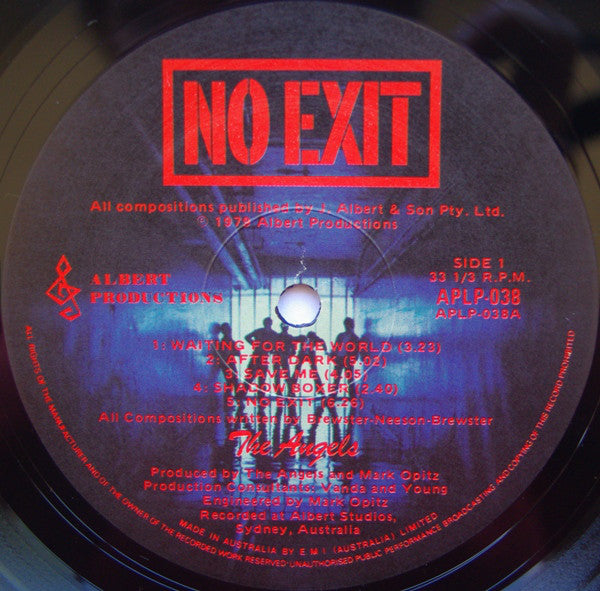 NO EXIT
All compositions published by J. Albert & Son Pty. Ltd.
© 1978 Albert Productions
ALBERT
PRODUCTIONS
SIDE 1
33 1/3 R.P.M.
APLP-038
APLP-038A
1: WAITING FOR THE WORLD (3.23)
2: AFTER DARK (5.02)
3: SAVE ME (4.05)
4: SHADOW BOXER (2.40)
5: NO EXIT (6.26)
All Compositions written by Brewster-Neeson-Brewster
The Angels
Produced by The Angels and Mark Opitz
Production Consultants: Vanda and Young
Engineered by Mark Opitz
Recorded at Albert Studios,
Sydney, Australia
MADE IN AUSTRALIA BY E M I (AUSTRALIA) LIMITED
ALL RIGHTS OF THE MANUFACTURER AND OF THE OWNER OF THE RECORDED WORK RESERVED · UNAUTHORISED PUBLIC PERFORMANCE BROADCASTING AND COPYING OF THIS RECORD PROHIBITED